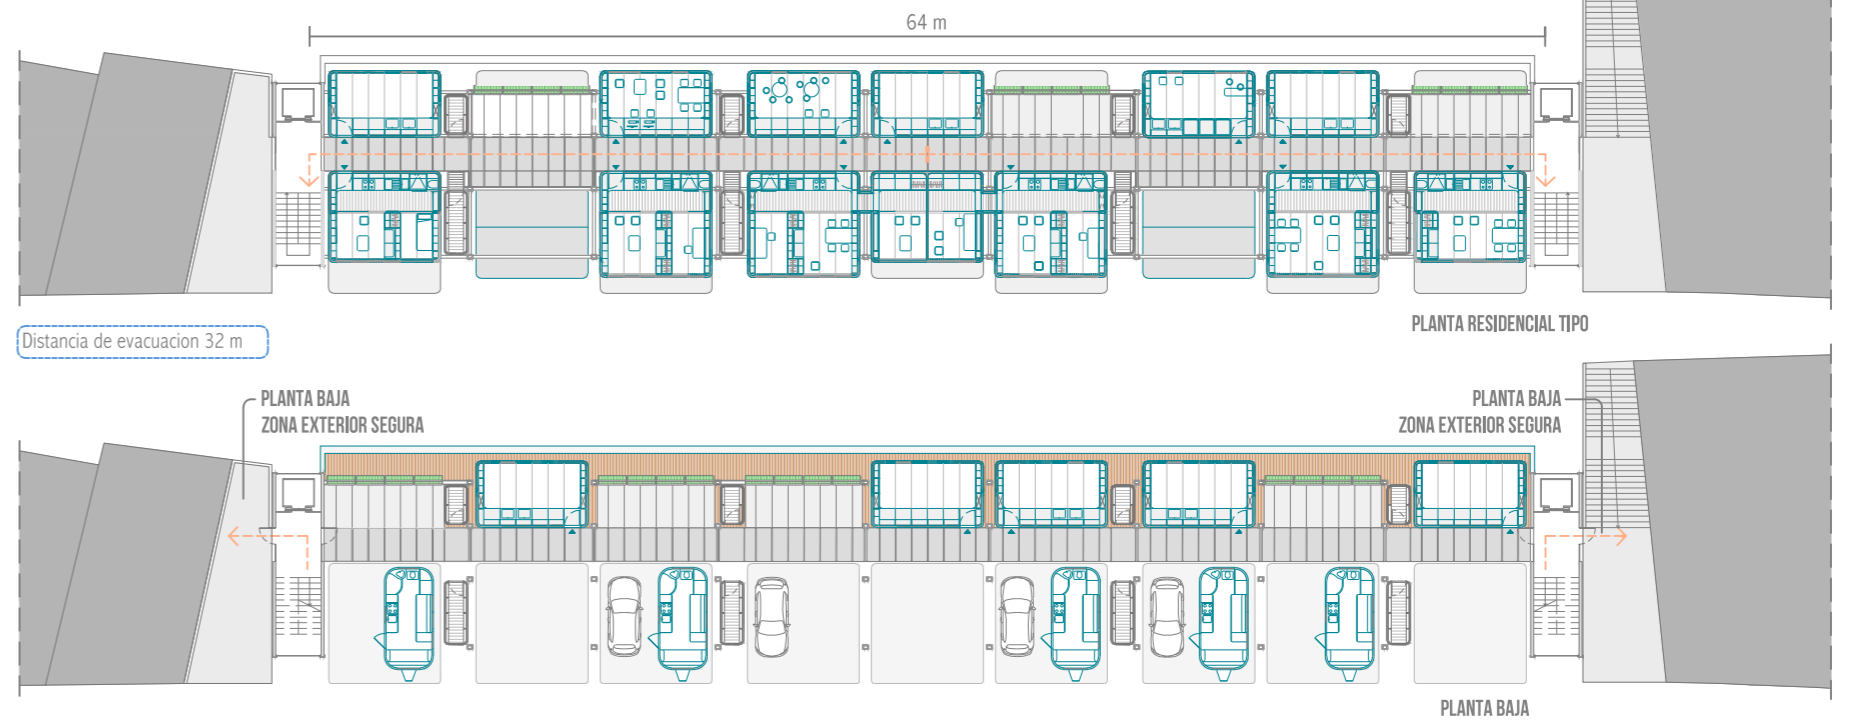 64 m
PLANTA RESIDENCIAL TIPO
Distancia de evacuacion 32 m
PLANTA BAJA
ZONA EXTERIOR SEGURA
PLANTA BAJA
ZONA EXTERIOR SEGURA
PLANTA BAJA